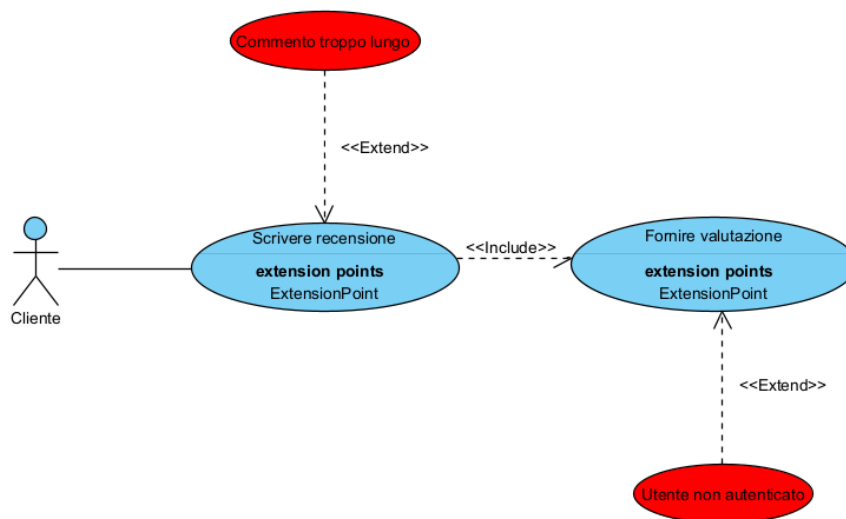 Commento troppo lungo
<<Extend>>
Scrivere recensione
extension points
ExtensionPoint
<<Include>>
Fornire valutazione
extension points
ExtensionPoint
Cliente
<<Extend>>
Utente non autenticato